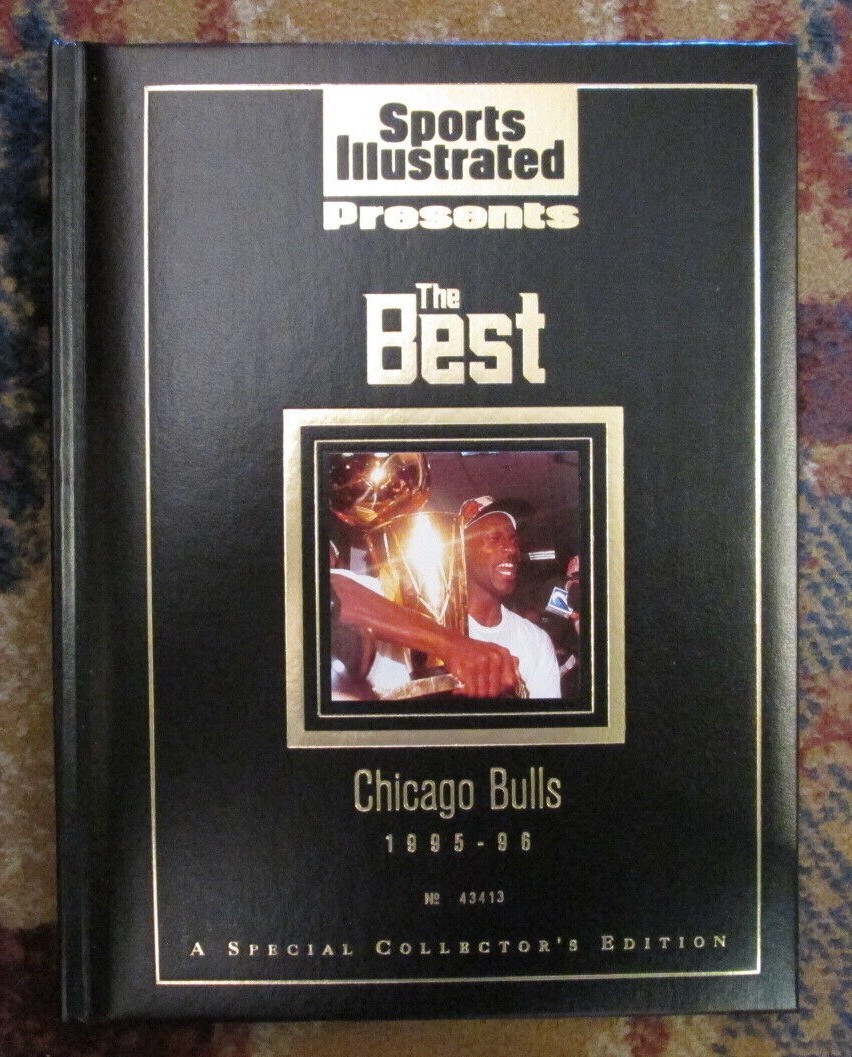 Sports
Illustrated
Presents
The
Best
Chicago Bulls
1995-96
№ 43413
A SPECIAL COLLECTOR'S EDITION